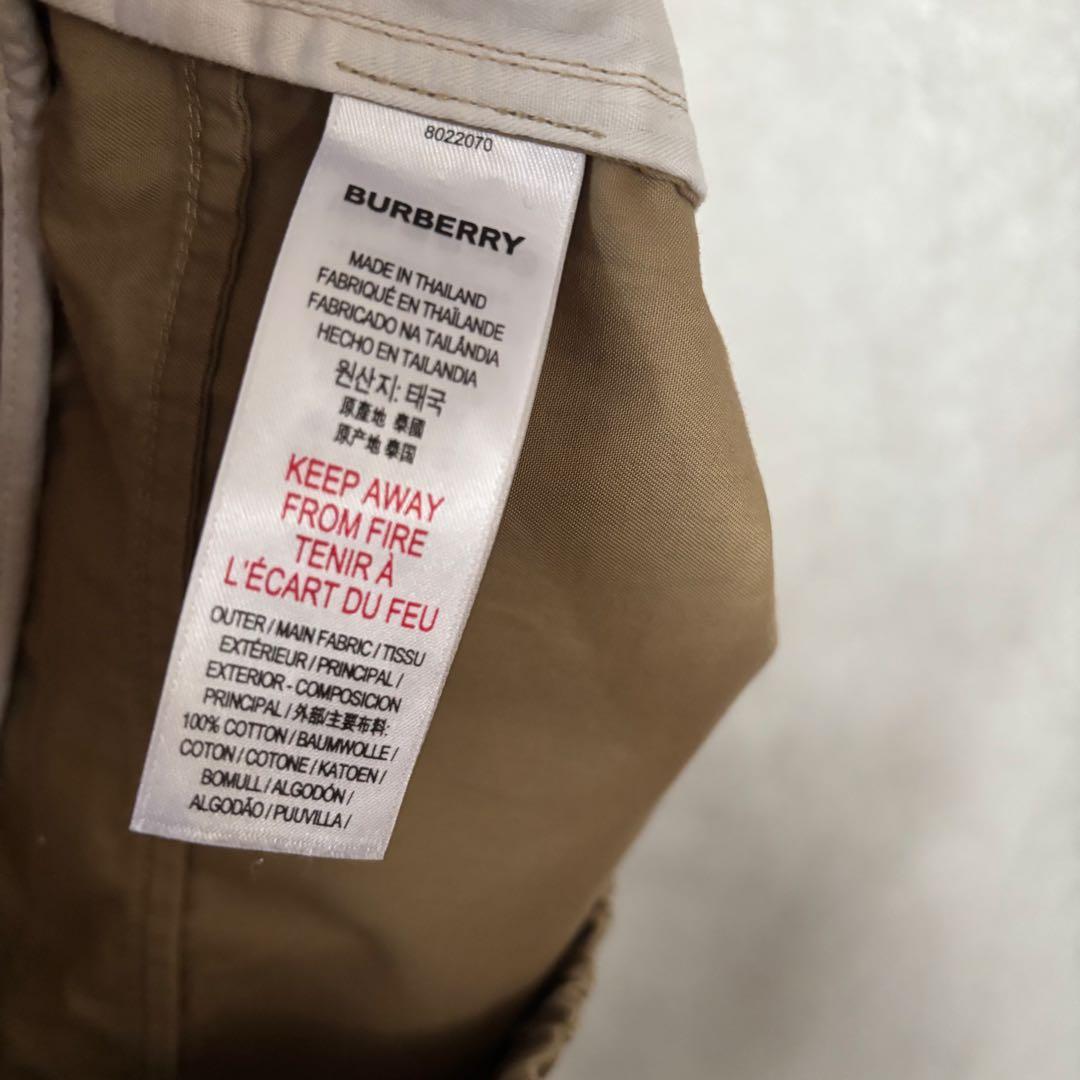 8022070
BURBERRY
MADE IN THAILAND
FABRIQUÉ EN THAÏLANDE
FABRICADO NA TAILÂNDIA
HECHO EN TAILANDIA
원산지: 태국
原產地 泰國
原产地 泰国
KEEP AWAY
FROM FIRE
TENIR À
L'ÉCART DU FEU
OUTER / MAIN FABRIC / TISSU
EXTÉRIEUR / PRINCIPAL /
EXTERIOR - COMPOSICION
PRINCIPAL / 外部/主要布料:
100% COTTON / BAUMWOLLE /
COTON / COTONE / KATOEN /
BOMULL / ALGODÓN /
ALGODÃO / PUUVILLA /